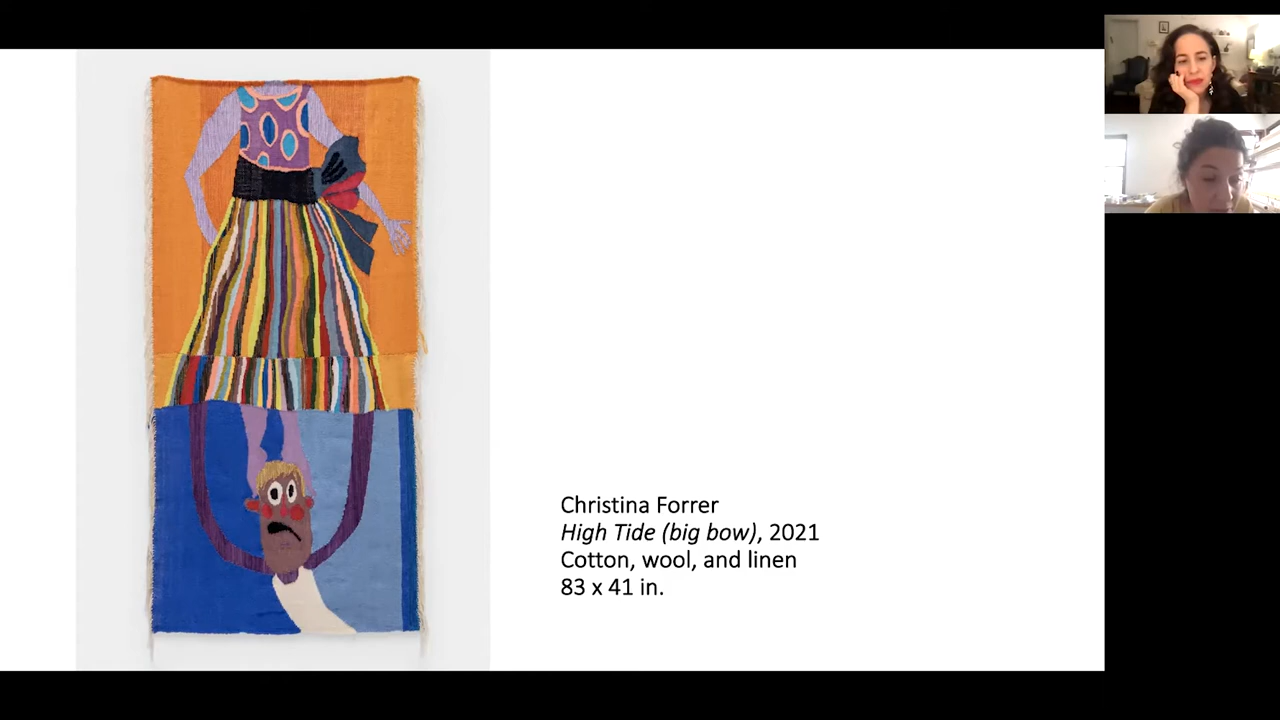 Christina Forrer
High Tide (big bow), 2021
Cotton, wool, and linen
83 x 41 in.